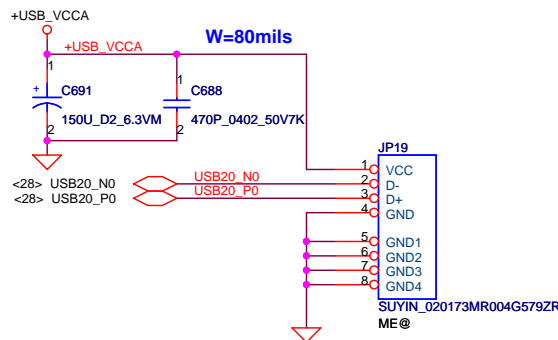 +USB_VCCA
+USB_VCCA
W=80mils
1
1
+
C691
C688
150U_D2_6.3VM
470P_0402_50V7K
2
2
JP19
1
VCC
<28> USB20_N0
USB20_N0
2
D-
<28> USB20_P0
USB20_P0
3
D+
4
GND
5
GND1
6
GND2
7
GND3
8
GND4
SUYIN_020173MR004G579ZR
ME@